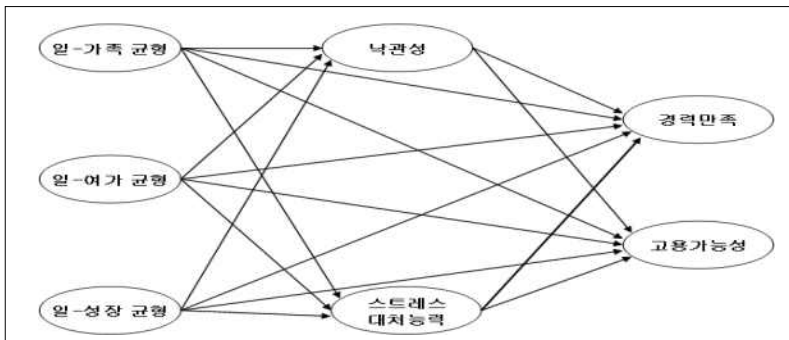 일-가족 균형
낙관성
경력만족
일-여가 균형
고용가능성
일-성장 균형
스트레스
대처능력